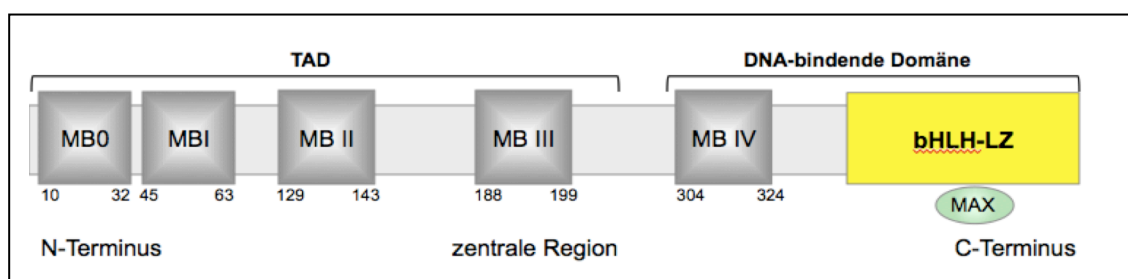 TAD DNA-bindende Domäne
MB0 MBI MB II MB III MB IV bHLH-LZ
10 32 45 63 129 143 188 199 304 324 MAX
N-Terminus zentrale Region C-Terminus